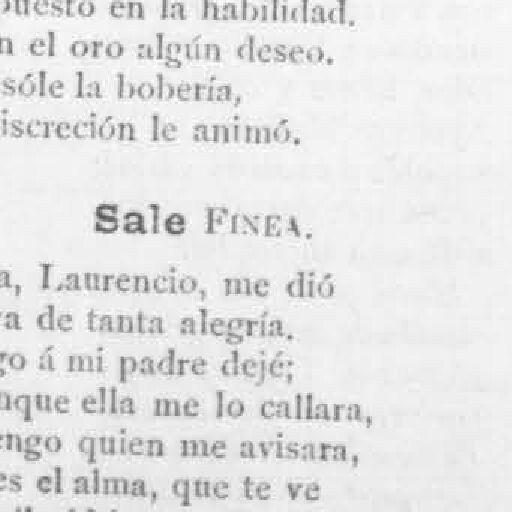 puesto en la habilidad.
n el oro algún deseo.
sóle la bobería,
iscreción le animó.
Sale FINEA.
a, Laurencio, me dió
va de tanta alegría.
go á mi padre dejé;
nque ella me lo callara,
engo quien me avisara,
es el alma, que te ve